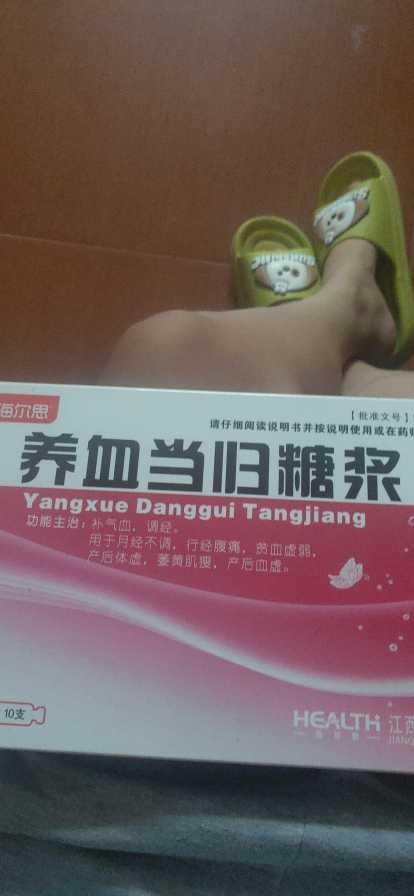 海尔思
【批准文号】
请仔细阅读说明书并按说明使用或在药师
养血当归糖浆
Yangxue Danggui Tangjiang
功能主治：补气血，调经。
用于月经不调，行经腹痛，贫血虚弱，
产后体虚，萎黄肌瘦，产后血虚。
10支
HEALTH
江西
JIANG